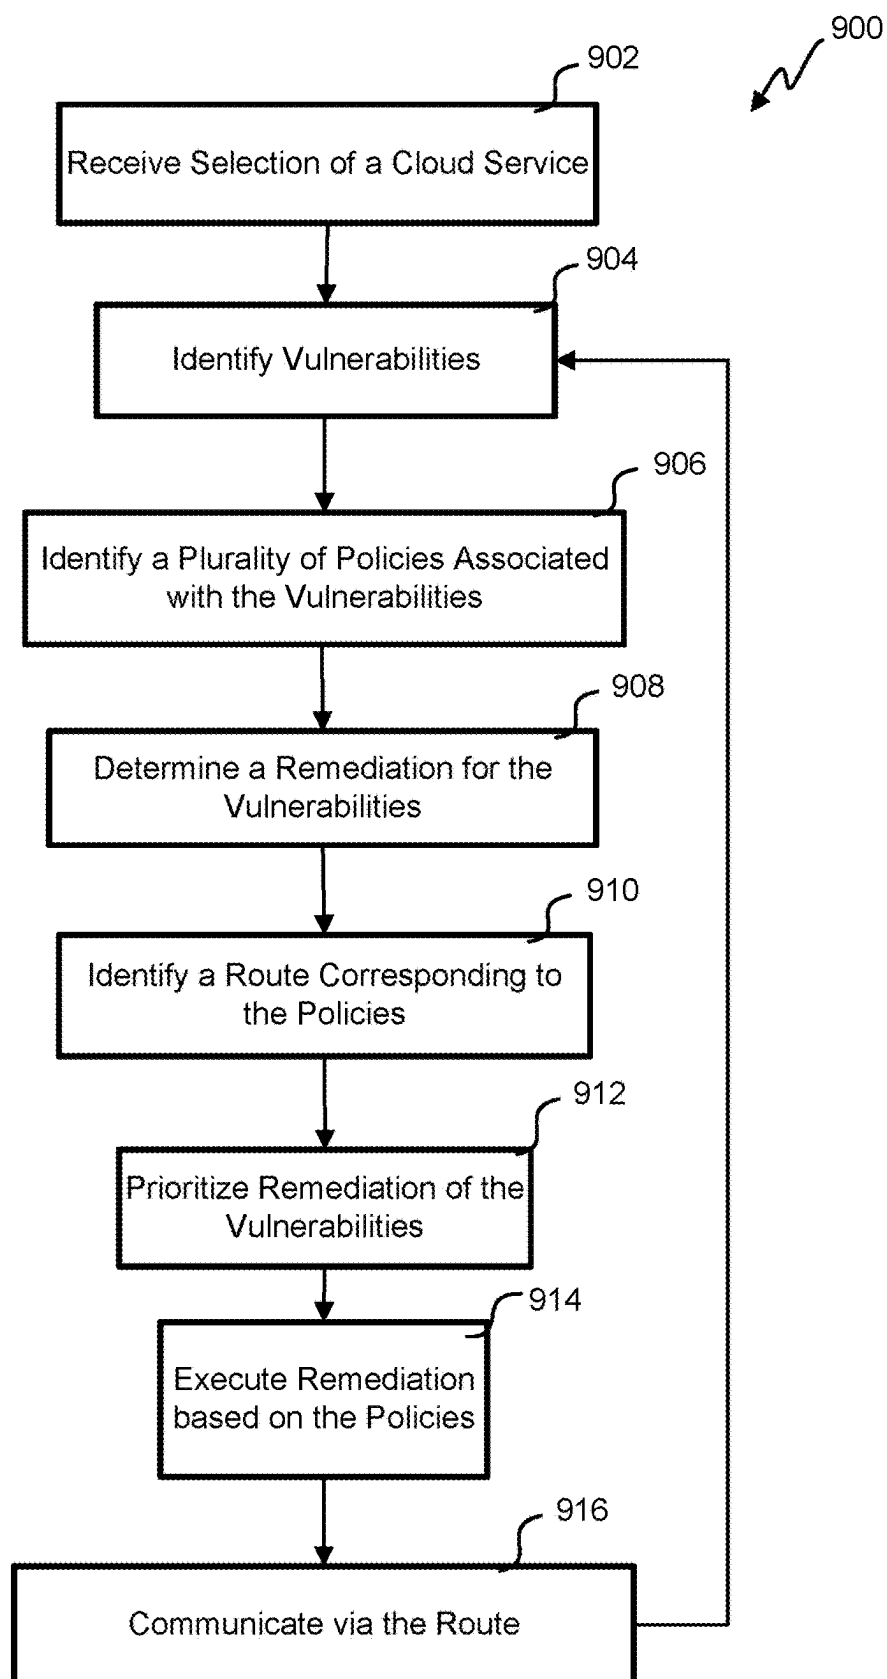 900
902
Receive Selection of a Cloud Service
904
Identify Vulnerabilities
906
Identify a Plurality of Policies Associated
with the Vulnerabilities
908
Determine a Remediation for the
Vulnerabilities
910
Identify a Route Corresponding to
the Policies
912
Prioritize Remediation of the
Vulnerabilities
914
Execute Remediation
based on the Policies
916
Communicate via the Route